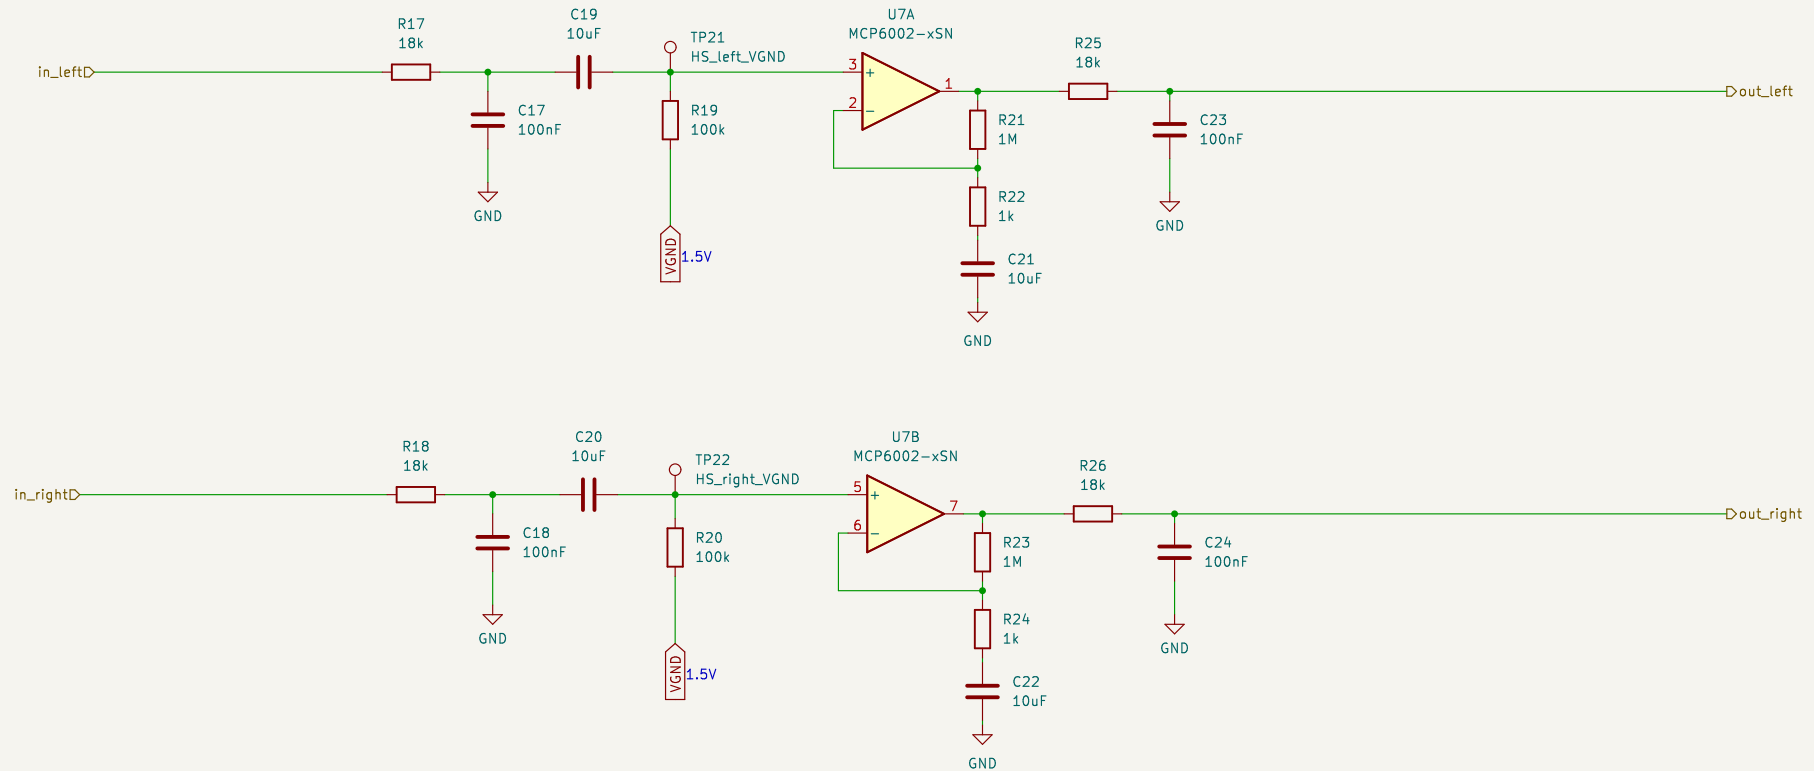 C19
10uF
U7A
MCP6002-xSN
R17
18k
TP21
HS_left_VGND
R25
18k
in_left
3
+
1
2
-
out_left
C17
100nF
R19
100k
R21
1M
C23
100nF
GND
R22
1k
GND
VGND
1.5V
C21
10uF
GND
C20
10uF
U7B
MCP6002-xSN
R18
18k
TP22
HS_right_VGND
R26
18k
in_right
5
+
7
6
-
out_right
C18
100nF
R20
100k
R23
1M
C24
100nF
GND
R24
1k
GND
VGND
1.5V
C22
10uF
GND